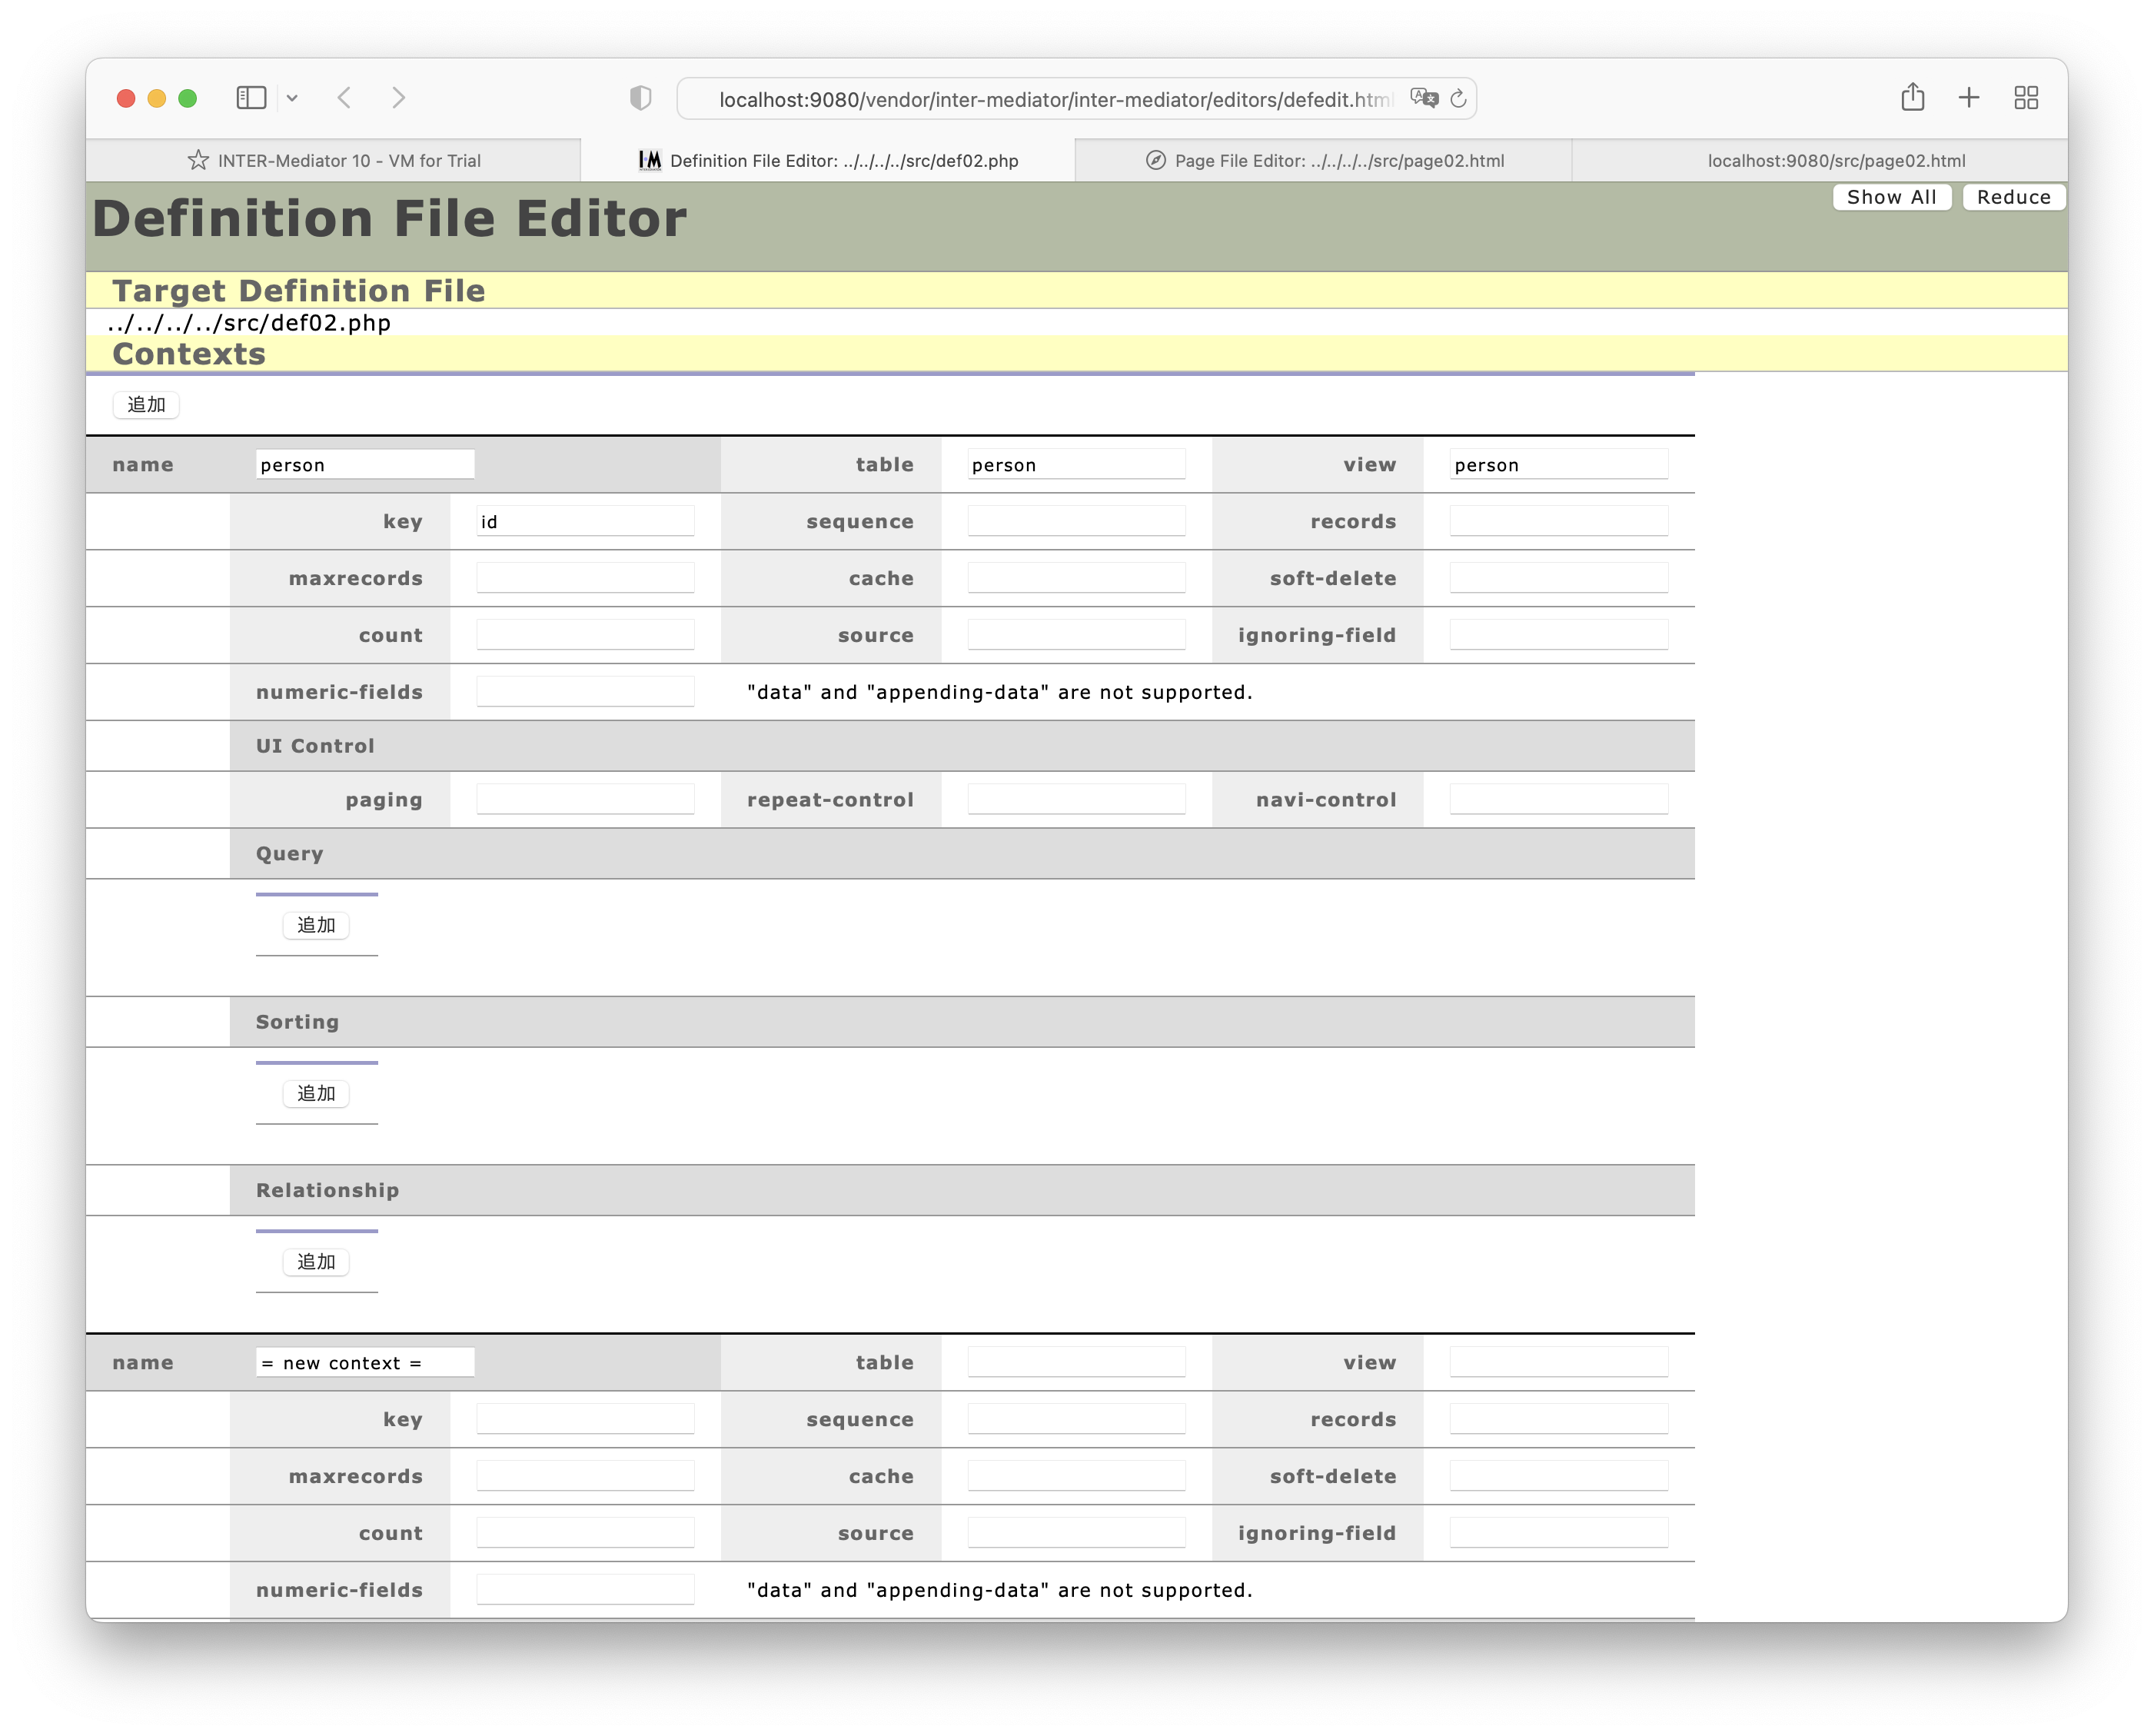 localhost:9080/vendor/inter-mediator/inter-mediator/editors/defedit.htm
INTER-Mediator 10 - VM for Trial
Definition File Editor: ../../../../src/def02.php
Page File Editor: ../../../../src/page02.html
localhost:9080/src/page02.html
Definition File Editor
Show All Reduce
Target Definition File
../../../../src/def02.php
Contexts
追加
name person table person view person
key id sequence records
maxrecords cache soft-delete
count source ignoring-field
numeric-fields "data" and "appending-data" are not supported.
UI Control
paging repeat-control navi-control
Query
追加
Sorting
追加
Relationship
追加
name = new context = table view
key sequence records
maxrecords cache soft-delete
count source ignoring-field
numeric-fields "data" and "appending-data" are not supported.